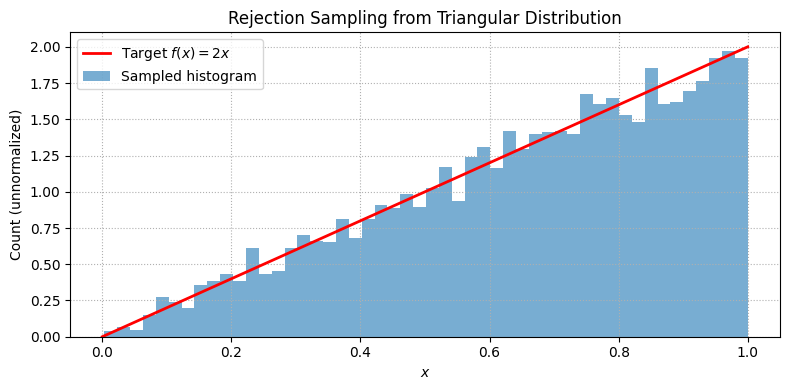 Rejection Sampling from Triangular Distribution
Target f(x) = 2x
Sampled histogram
Count (unnormalized)
2.00
1.75
1.50
1.25
1.00
0.75
0.50
0.25
0.00
0.0 0.2 0.4 0.6 0.8 1.0
x